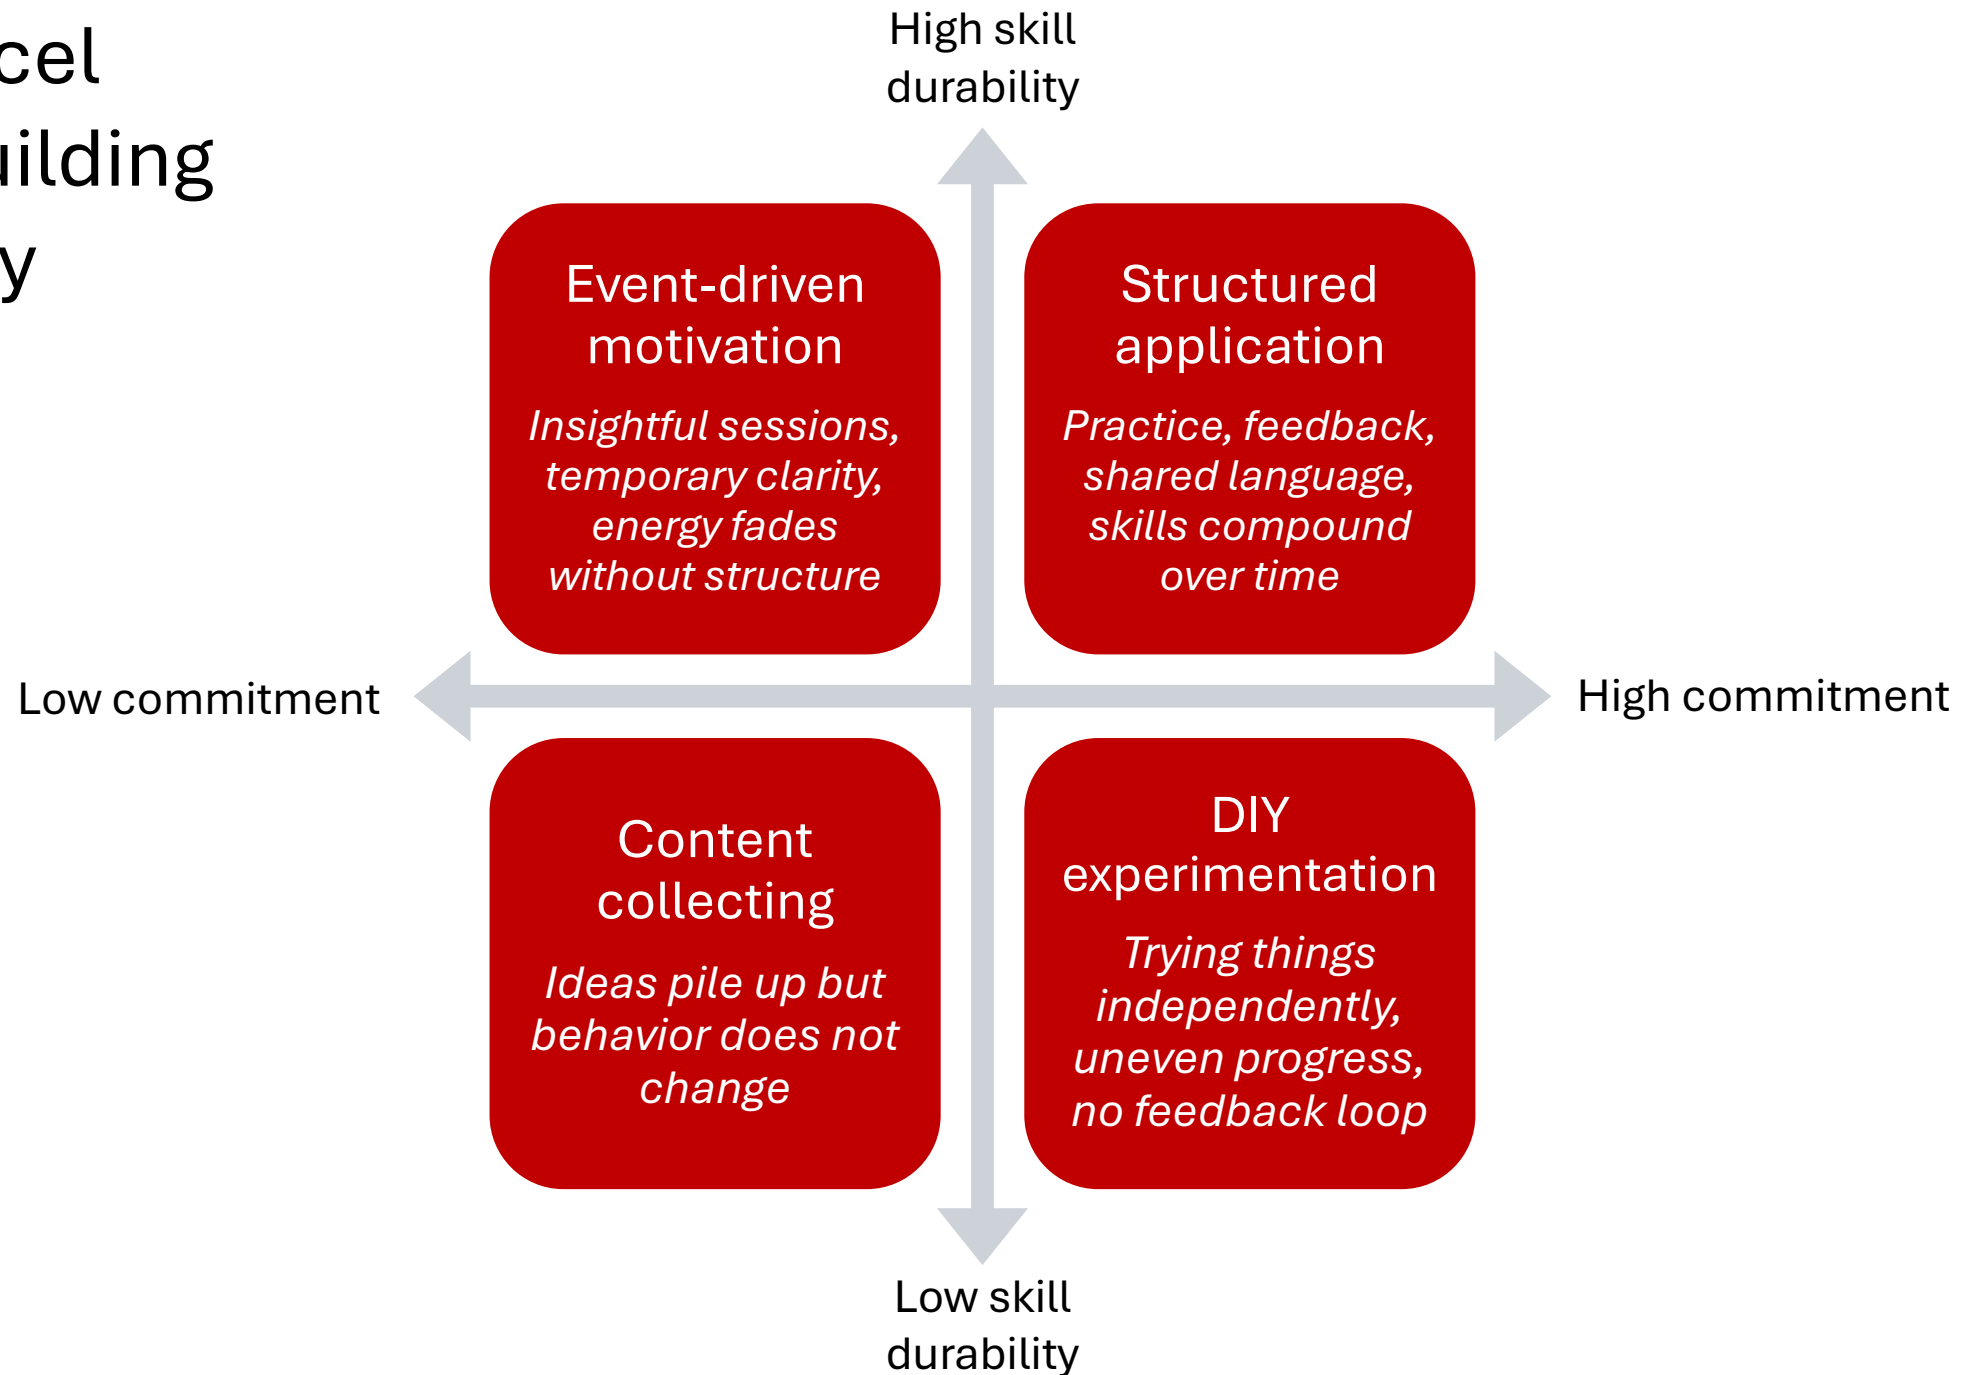 cel
uilding
y
High skill
durability
Event-driven
motivation
Insightful sessions,
temporary clarity,
energy fades
without structure
Structured
application
Practice, feedback,
shared language,
skills compound
over time
Low commitment
High commitment
Content
collecting
Ideas pile up but
behavior does not
change
DIY
experimentation
Trying things
independently,
uneven progress,
no feedback loop
Low skill
durability